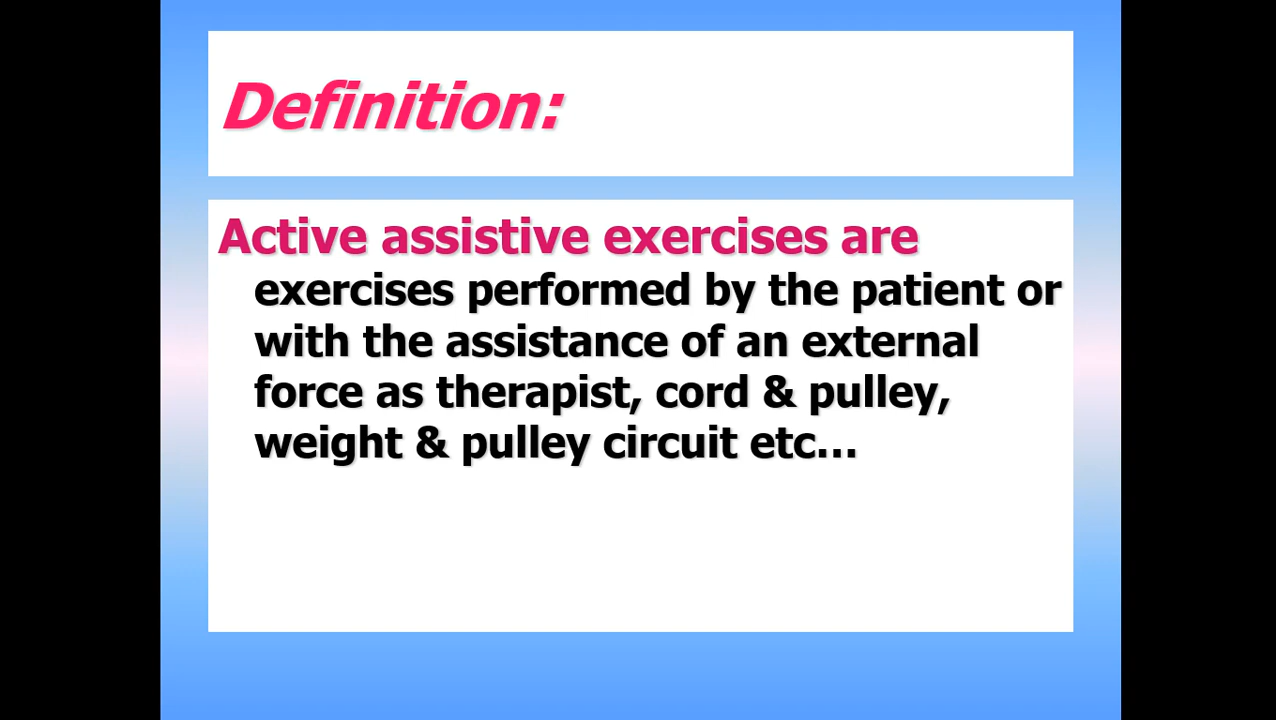 Definition:
Active assistive exercises are
exercises performed by the patient or
with the assistance of an external
force as therapist, cord & pulley,
weight & pulley circuit etc…